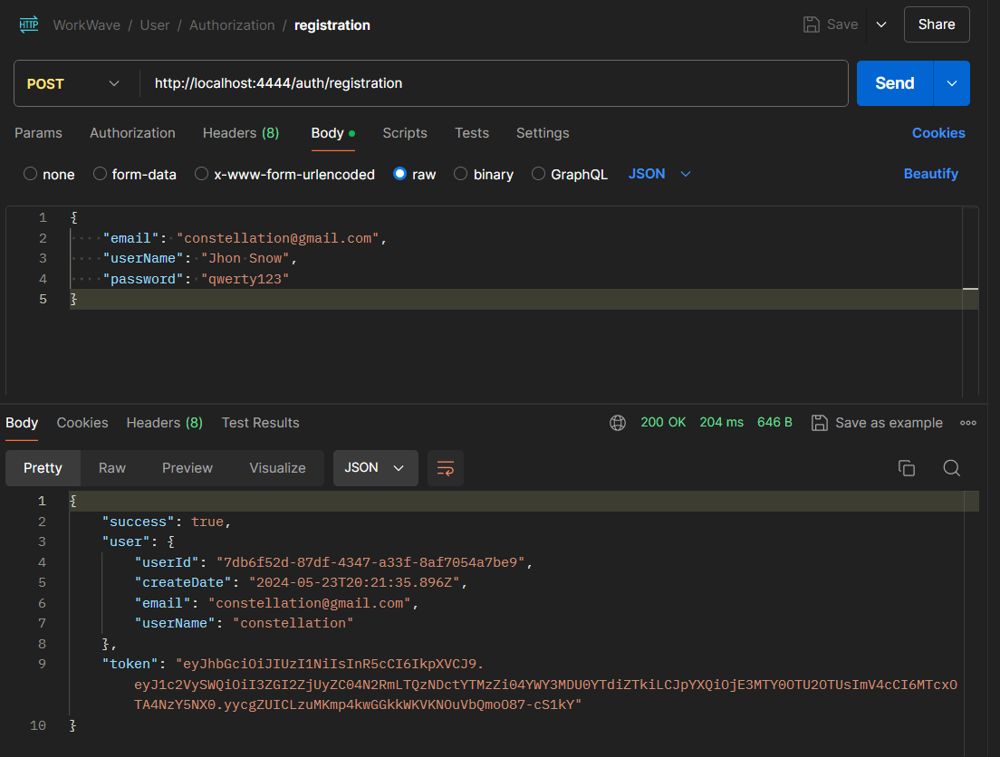 HTTP WorkWave / User / Authorization / registration Save Share
POST http://localhost:4444/auth/registration Send
Params Authorization Headers (8) Body Scripts Tests Settings Cookies
none form-data x-www-form-urlencoded raw binary GraphQL JSON Beautify
1 {
2 "email": "constellation@gmail.com",
3 "userName": "Jhon Snow",
4 "password": "qwerty123"
5 }
Body Cookies Headers (8) Test Results 200 OK 204 ms 646 B Save as example
Pretty Raw Preview Visualize JSON
1 {
2 "success": true,
3 "user": {
4 "userId": "7db6f52d-87df-4347-a33f-8af7054a7be9",
5 "createDate": "2024-05-23T20:21:35.896Z",
6 "email": "constellation@gmail.com",
7 "userName": "constellation"
8 },
9 "token": "eyJhbGciOiJIUzI1NiIsInR5cCI6IkpXVCJ9.
eyJ1c2VySWQiOiI3ZGI2ZjUyZC04N2RmLTQzNDctYTMzZi04YWY3MDU0YTdiZTkiLCJpYXQiOjE3MTY0OTU2OTUsImV4cCI6MTcxO
TA4NzY5NX0.yycgZUICLzuMKmp4kwGGkkWKVKNOuVbQmoO87-cS1kY"
10 }